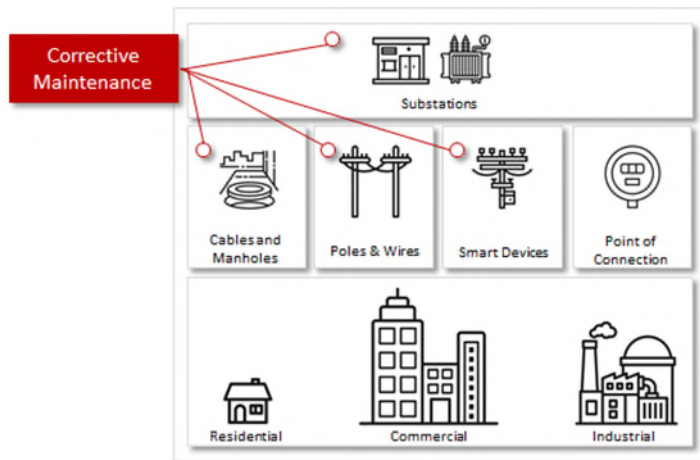 Corrective
Maintenance
Substations
Cables and
Manholes
Poles & Wires
Smart Devices
Point of
Connection
Residential
Commercial
Industrial